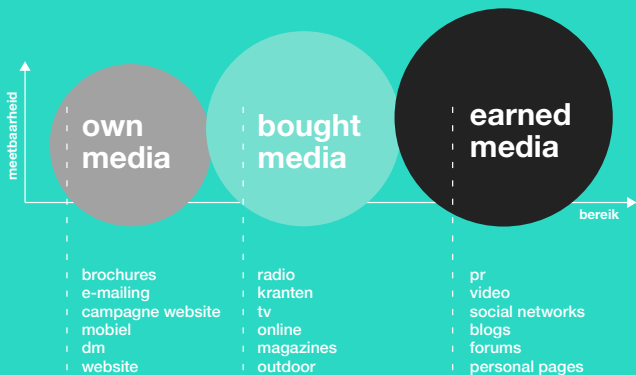 meetbaarheid
own
media
bought
media
earned
media
bereik
brochures
e-mailing
campagne website
mobiel
dm
website
radio
kranten
tv
online
magazines
outdoor
pr
video
social networks
blogs
forums
personal pages